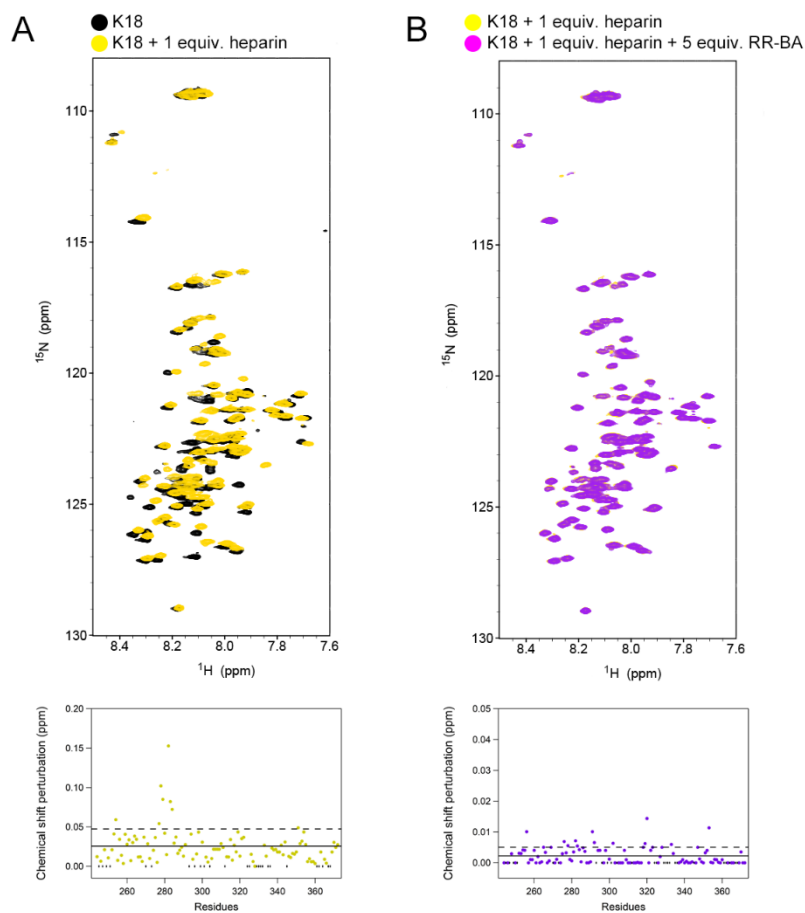 A
K18
K18 + 1 equiv. heparin
110
115
120
125
130
¹⁵N (ppm)
8.4 8.2 8.0 7.8 7.6
¹H (ppm)
0.20
0.15
0.10
0.05
0.00
Chemical shift perturbation (ppm)
260 280 300 320 340 360
Residues
B
K18 + 1 equiv. heparin
K18 + 1 equiv. heparin + 5 equiv. RR-BA
110
115
120
125
130
¹⁵N (ppm)
8.4 8.2 8.0 7.8 7.6
¹H (ppm)
0.05
0.04
0.03
0.02
0.01
0.00
Chemical shift perturbation (ppm)
260 280 300 320 340 360
Residues